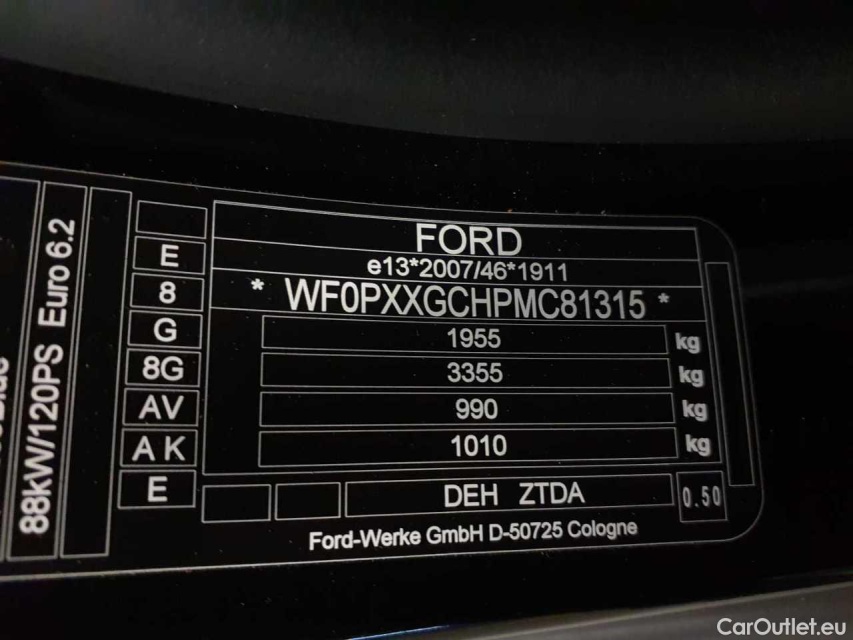 88kW/120PS Euro 6.2
E
8
G
8G
AV
A K
E
FORD
e13*2007/46*1911
* WF0PXXGCHPMC81315 *
1955 kg
3355 kg
990 kg
1010 kg
DEH ZTDA
0.50
Ford-Werke GmbH D-50725 Cologne
CarOutlet.eu